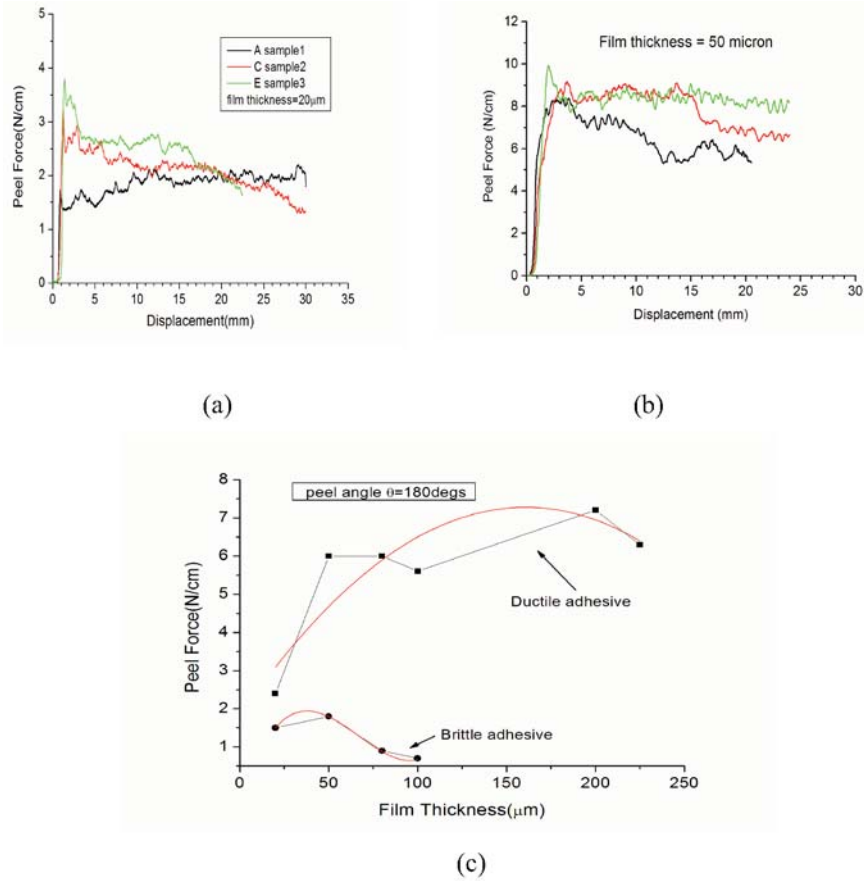 (a)
5
4
3
2
1
0
Peel Force(N/cm)
A sample1
C sample2
E sample3
film thickness=20μm
0 5 10 15 20 25 30 35
Displacement(mm)
(b)
12
10
8
6
4
2
0
Peel Force (N/cm)
Film thickness = 50 micron
0 5 10 15 20 25 30
Displacement (mm)
(a)
(b)
8
7
6
5
4
3
2
1
Peel Force(N/cm)
peel angle θ=180degs
Ductile adhesive
Brittle adhesive
0 50 100 150 200 250
Film Thickness(μm)
(c)